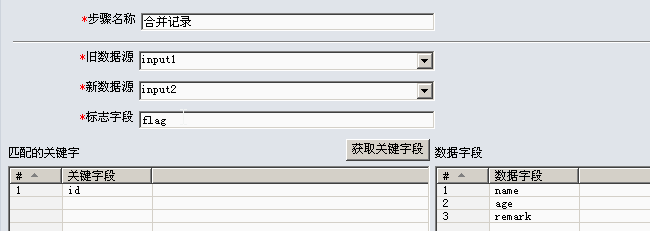 *步骤名称 合并记录
*旧数据源 input1
*新数据源 input2
*标志字段 flag
匹配的关键字 获取关键字段 数据字段
# 关键字段 # 数据字段
1 id 1 name
2 age
3 remark